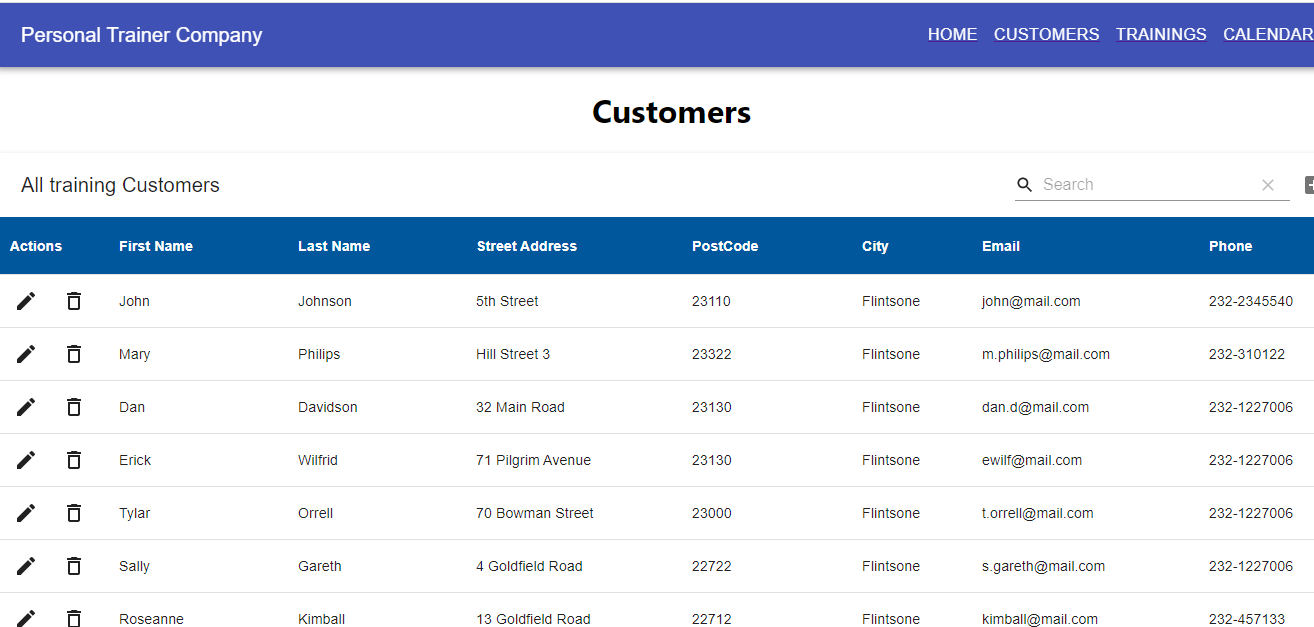 Personal Trainer Company HOME CUSTOMERS TRAININGS CALENDAR
Customers
All training Customers Search
Actions First Name Last Name Street Address PostCode City Email Phone
John Johnson 5th Street 23110 Flintsone john@mail.com 232-2345540
Mary Philips Hill Street 3 23322 Flintsone m.philips@mail.com 232-310122
Dan Davidson 32 Main Road 23130 Flintsone dan.d@mail.com 232-1227006
Erick Wilfrid 71 Pilgrim Avenue 23130 Flintsone ewilf@mail.com 232-1227006
Tylar Orrell 70 Bowman Street 23000 Flintsone t.orrell@mail.com 232-1227006
Sally Gareth 4 Goldfield Road 22722 Flintsone s.gareth@mail.com 232-1227006
Roseanne Kimball 13 Goldfield Road 22712 Flintsone kimball@mail.com 232-457133